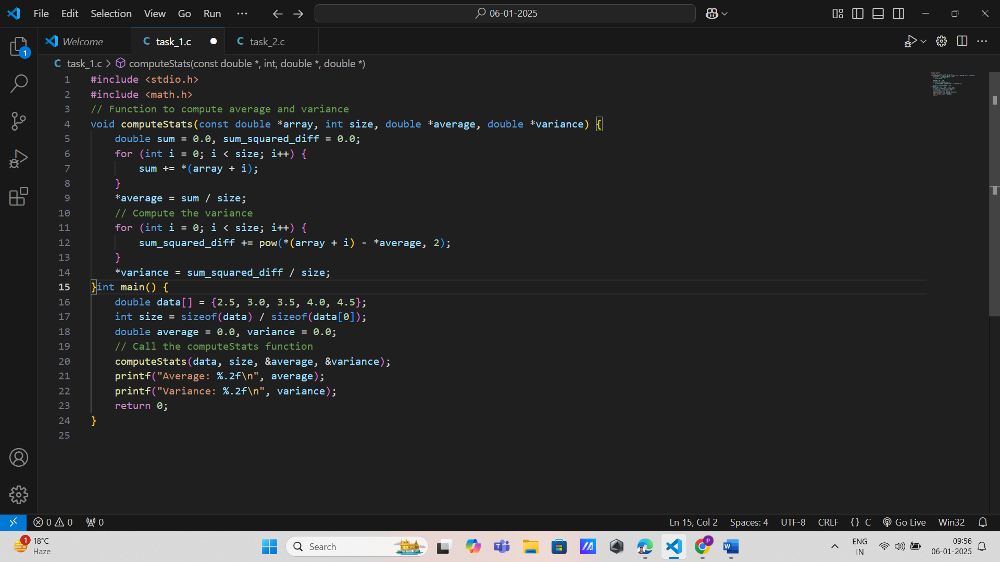 File Edit Selection View Go Run ··· 06-01-2025
Welcome C task_1.c C task_2.c
1
C task_1.c > computeStats(const double *, int, double *, double *)
1 #include <stdio.h>
2 #include <math.h>
3 // Function to compute average and variance
4 void computeStats(const double *array, int size, double *average, double *variance) {
5 double sum = 0.0, sum_squared_diff = 0.0;
6 for (int i = 0; i < size; i++) {
7 sum += *(array + i);
8 }
9 *average = sum / size;
10 // Compute the variance
11 for (int i = 0; i < size; i++) {
12 sum_squared_diff += pow(*(array + i) - *average, 2);
13 }
14 *variance = sum_squared_diff / size;
15 }int main() {
16 double data[] = {2.5, 3.0, 3.5, 4.0, 4.5};
17 int size = sizeof(data) / sizeof(data[0]);
18 double average = 0.0, variance = 0.0;
19 // Call the computeStats function
20 computeStats(data, size, &average, &variance);
21 printf("Average: %.2f\n", average);
22 printf("Variance: %.2f\n", variance);
23 return 0;
24 }
25
0 0 0 Ln 15, Col 2 Spaces: 4 UTF-8 CRLF {} C Go Live Win32
1 18°C
Haze
Search
P
W
ENG
IN
09:56
06-01-2025